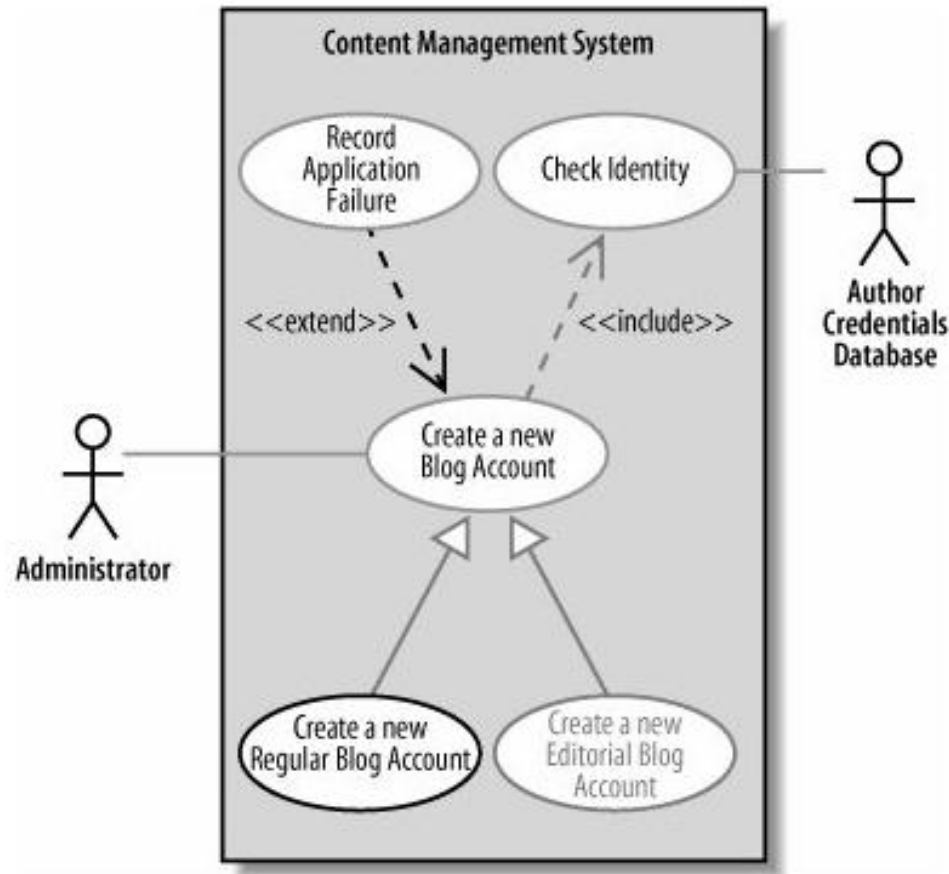 Content Management System
Record
Application
Failure
Check Identity
Author
Credentials
Database
<<extend>>
<<include>>
Create a new
Blog Account
Administrator
Create a new
Regular Blog Account
Create a new
Editorial Blog
Account